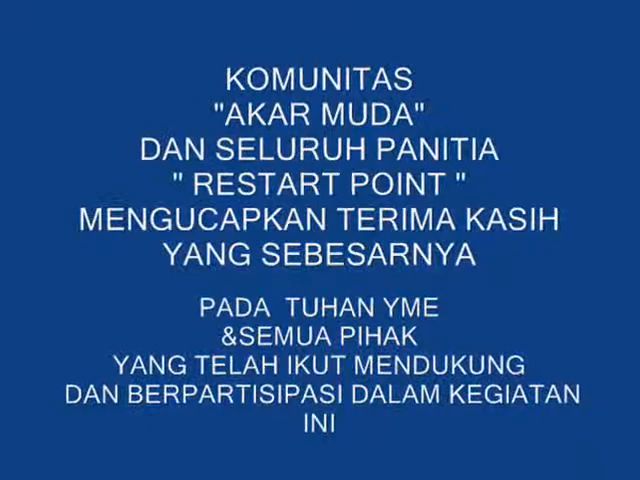 KOMUNITAS
"AKAR MUDA"
DAN SELURUH PANITIA
" RESTART POINT "
MENGUCAPKAN TERIMA KASIH
YANG SEBESARNYA
PADA  TUHAN YME
&SEMUA PIHAK
YANG TELAH IKUT MENDUKUNG
DAN BERPARTISIPASI DALAM KEGIATAN
INI